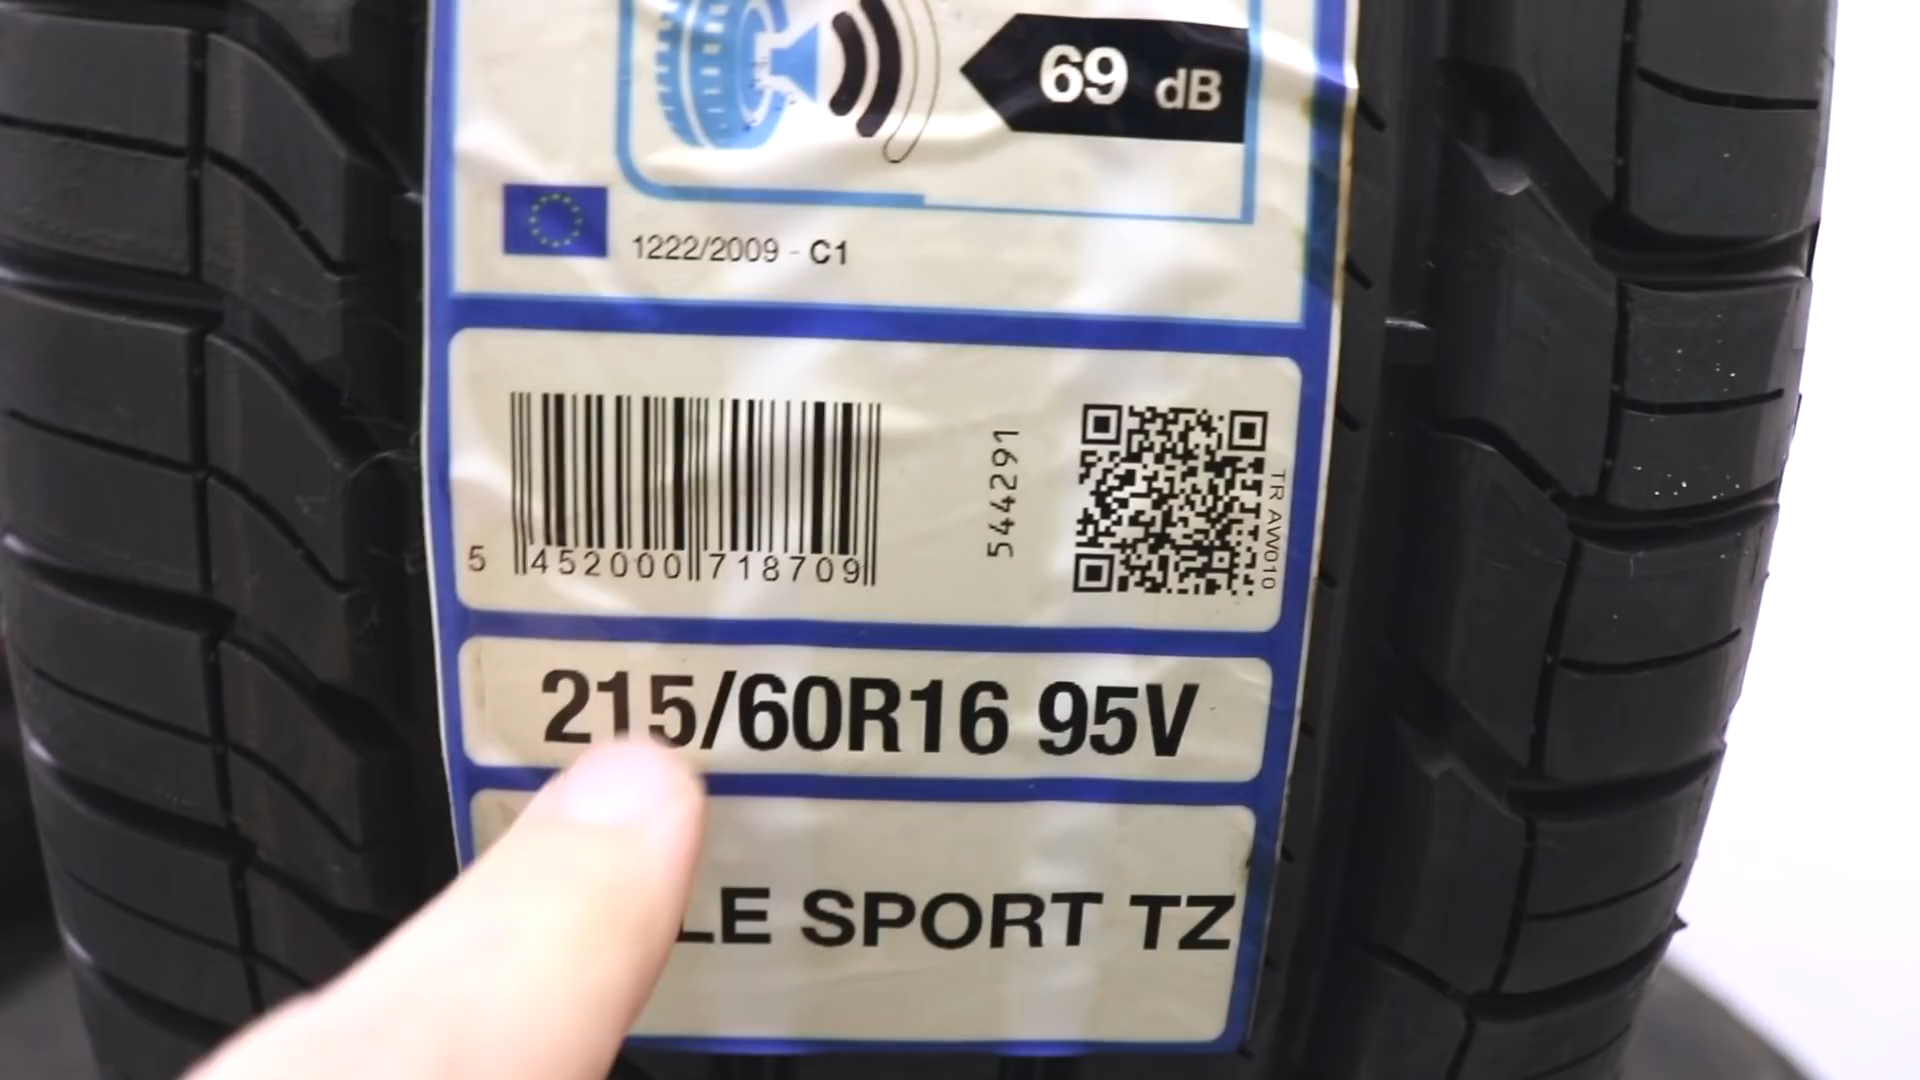 69 dB
1222/2009 - C1
544291
TR AW010
5 452000 718709
215/60R16 95V
LE SPORT TZ